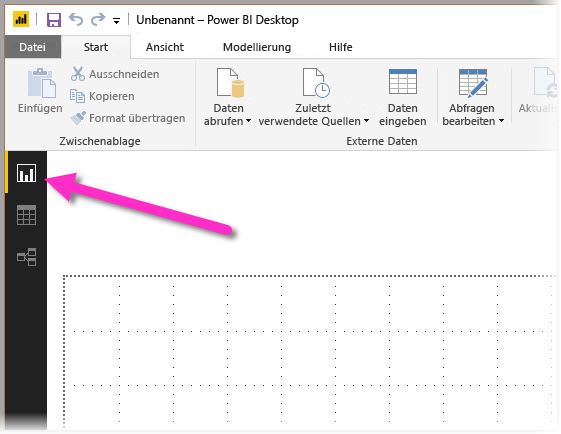 Unbenannt – Power BI Desktop
Datei Start Ansicht Modellierung Hilfe
Einfügen
Ausschneiden
Kopieren
Format übertragen
Zwischenablage
Daten
abrufen
Zuletzt
verwendete Quellen
Daten
eingeben
Abfragen
bearbeiten
Externe Daten